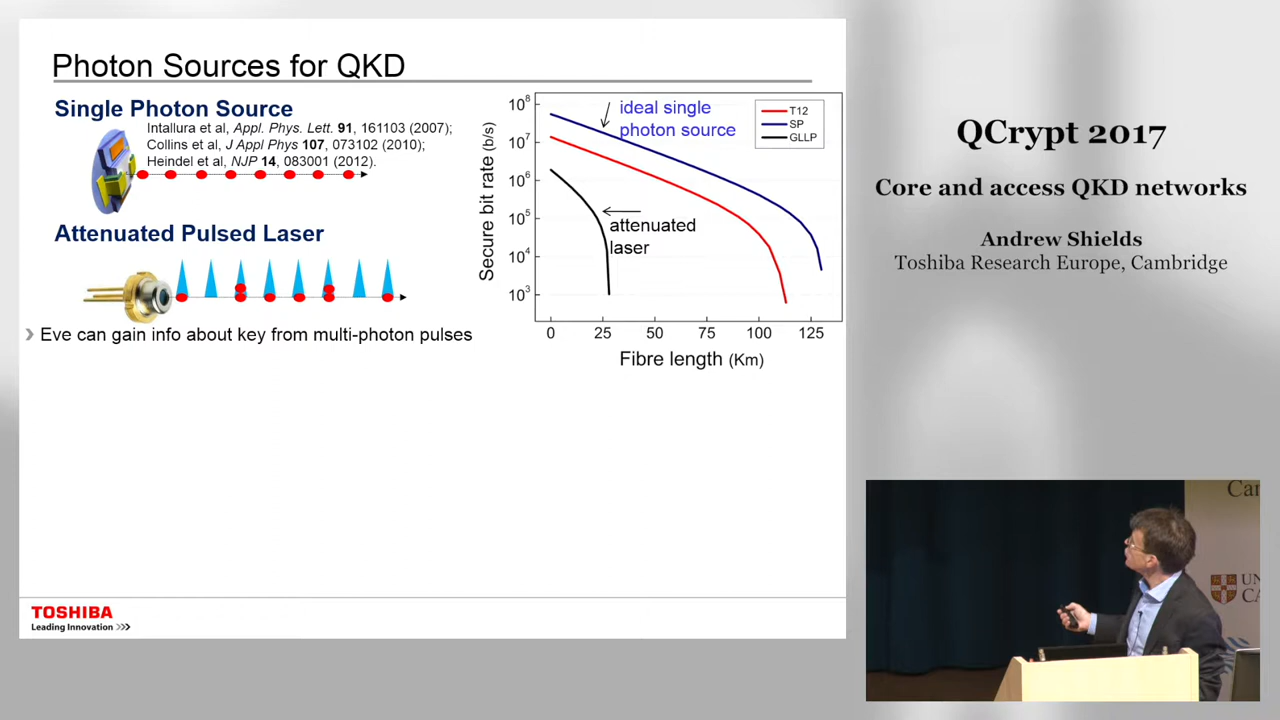 Photon Sources for QKD
Single Photon Source
Intallura et al, Appl. Phys. Lett. 91, 161103 (2007);
Collins et al, J Appl Phys 107, 073102 (2010);
Heindel et al, NJP 14, 083001 (2012).
Attenuated Pulsed Laser
› Eve can gain info about key from multi-photon pulses
Secure bit rate (b/s)
10⁸
10⁷
10⁶
10⁵
10⁴
10³
ideal single
photon source
T12
SP
GLLP
attenuated
laser
0 25 50 75 100 125
Fibre length (Km)
TOSHIBA
Leading Innovation >>>
QCrypt 2017
Core and access QKD networks
Andrew Shields
Toshiba Research Europe, Cambridge